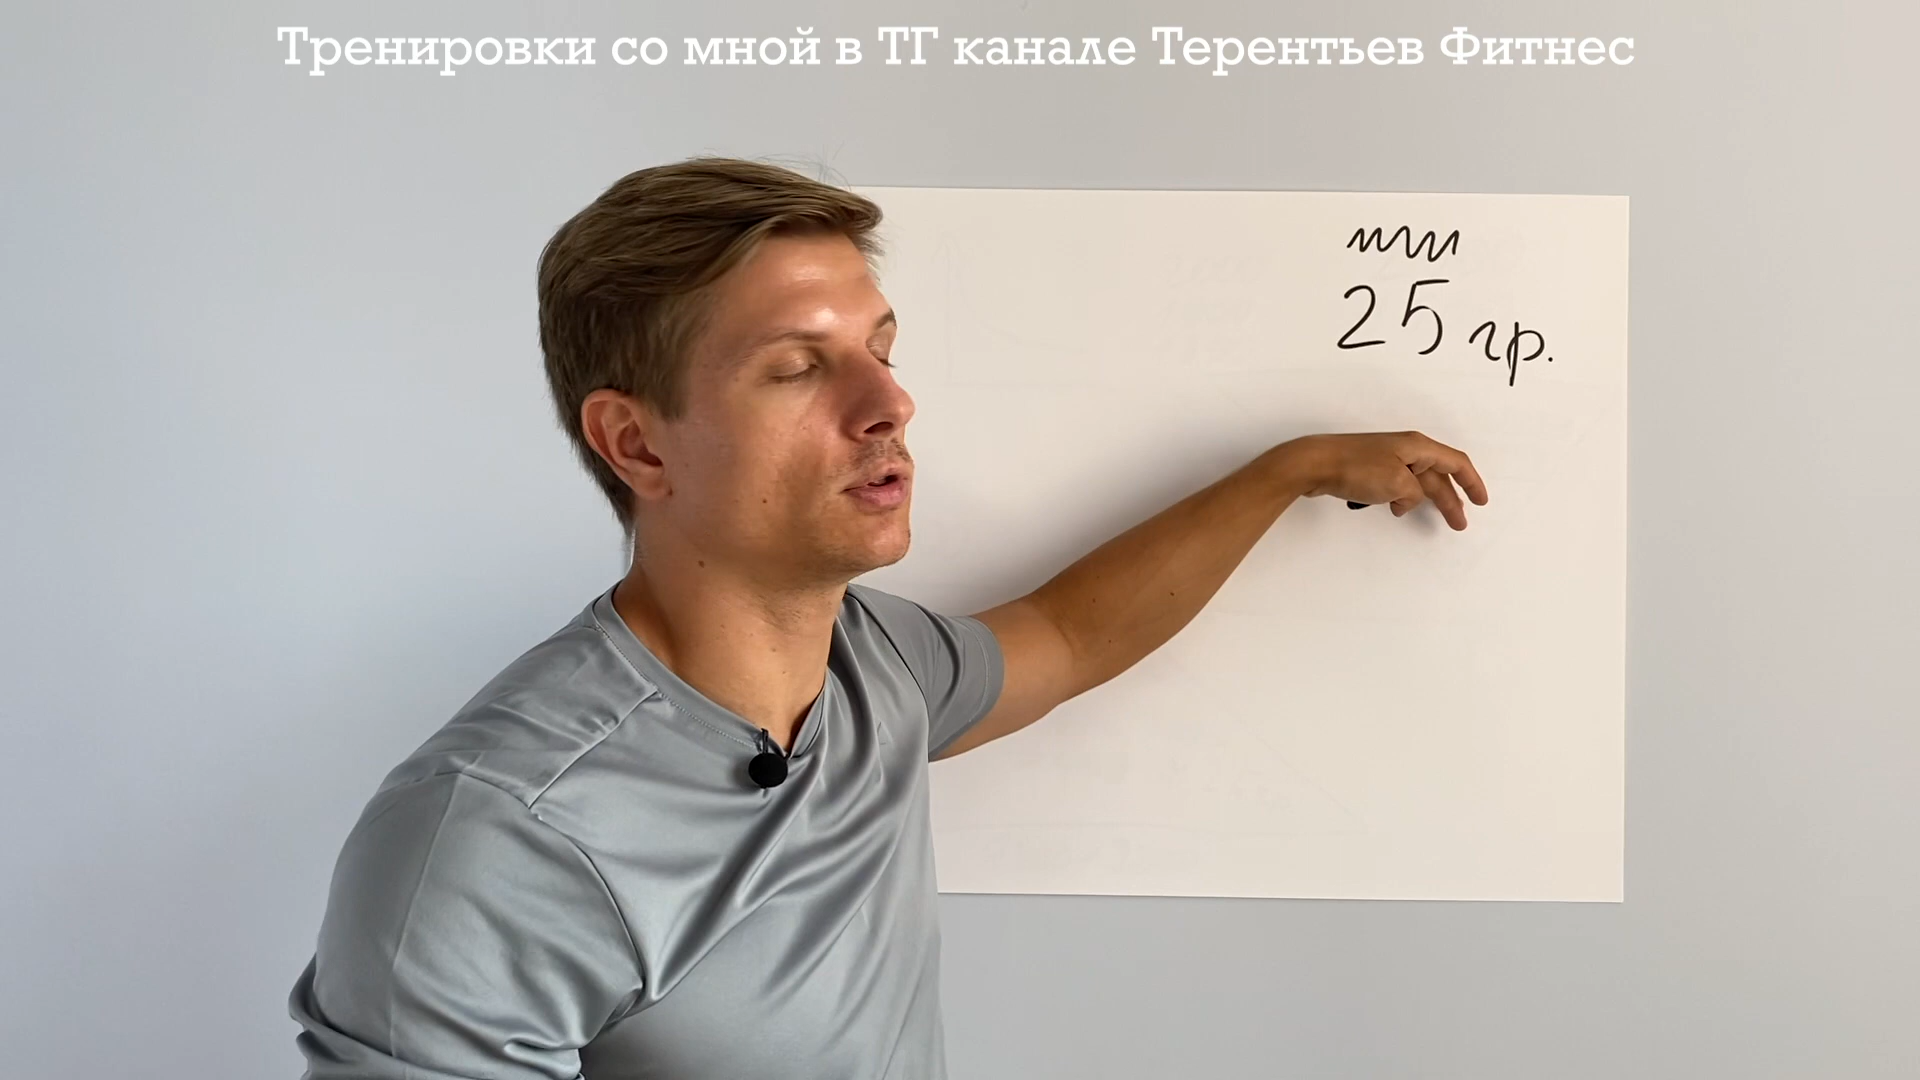 Тренировки со мной в ТГ канале Терентьев Фитнес
25 гр.